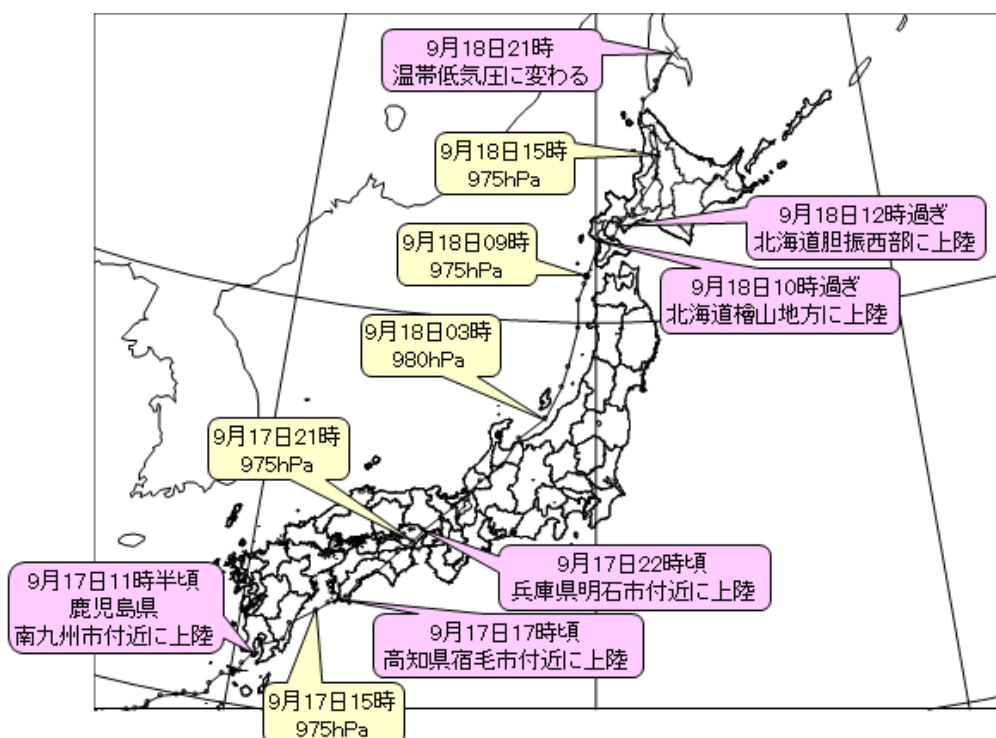 9月18日21時
温帯低気圧に変わる
9月18日15時
975hPa
9月18日12時過ぎ
北海道胆振西部に上陸
9月18日09時
975hPa
9月18日10時過ぎ
北海道檜山地方に上陸
9月18日03時
980hPa
9月17日21時
975hPa
9月17日22時頃
兵庫県明石市付近に上陸
9月17日11時半頃
鹿児島県
南九州市付近に上陸
9月17日17時頃
高知県宿毛市付近に上陸
9月17日15時
975hPa